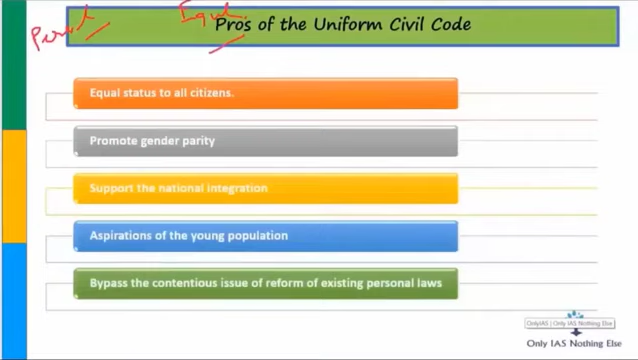 Pros of the Uniform Civil Code
Equal status to all citizens.
Promote gender parity
Support the national integration
Aspirations of the young population
Bypass the contentious issue of reform of existing personal laws
OnlyIAS | Only IAS Nothing Else
Only IAS Nothing Else